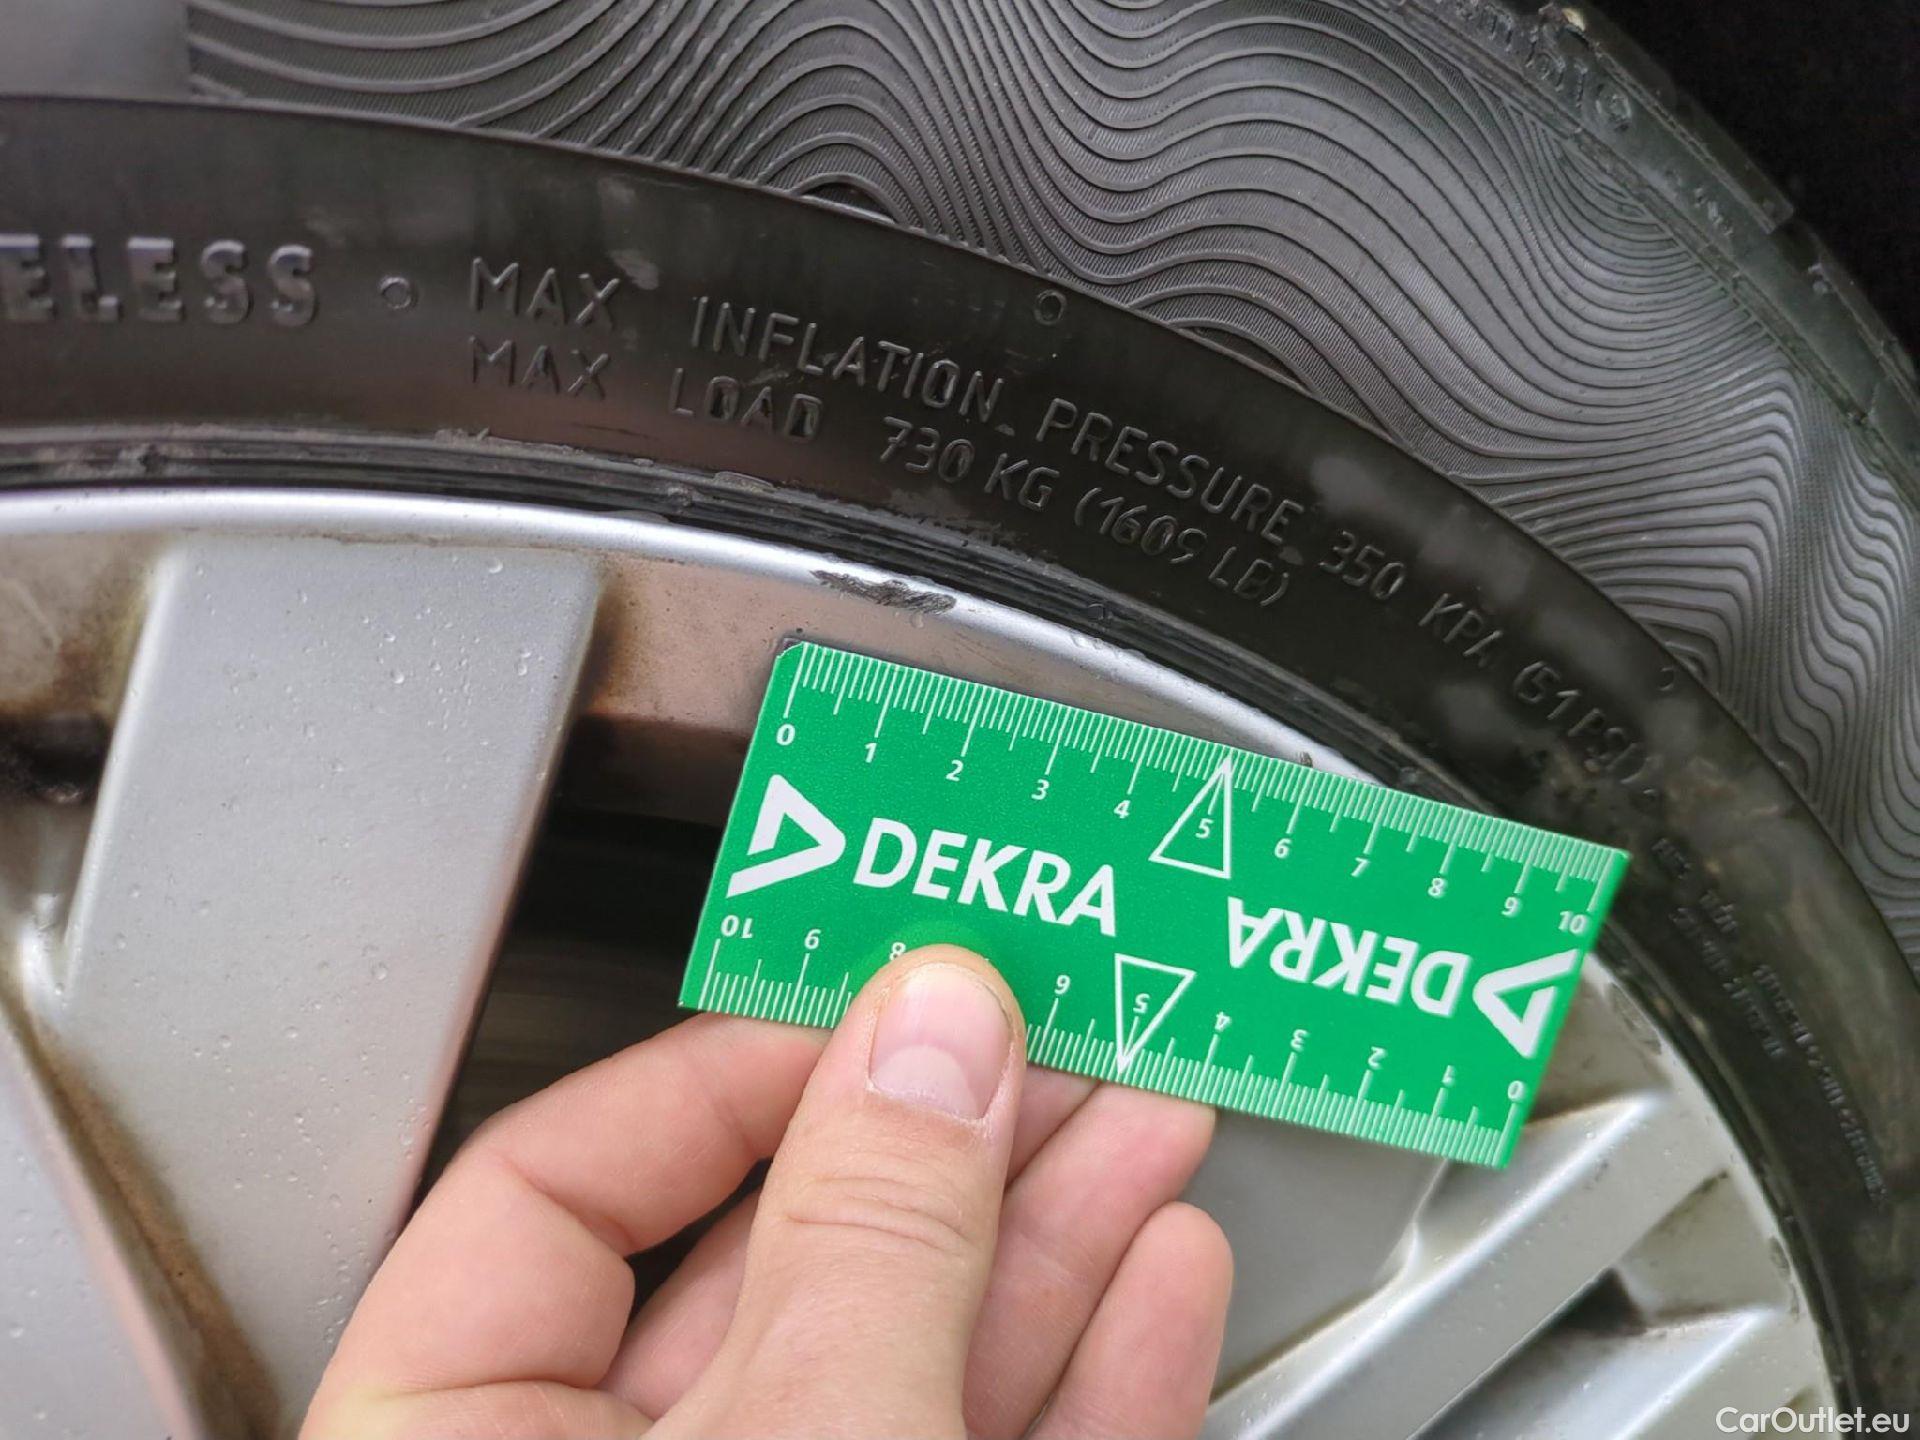 ELESS
MAX INFLATION PRESSURE 350 KPA (51 PSI)
MAX LOAD 730 KG (1609 LB)
0 1 2 3 4 5 6 7 8 9 10
DEKRA
DEKRA
10 9 8 6 5 4 3 2 1 0
CarOutlet.eu